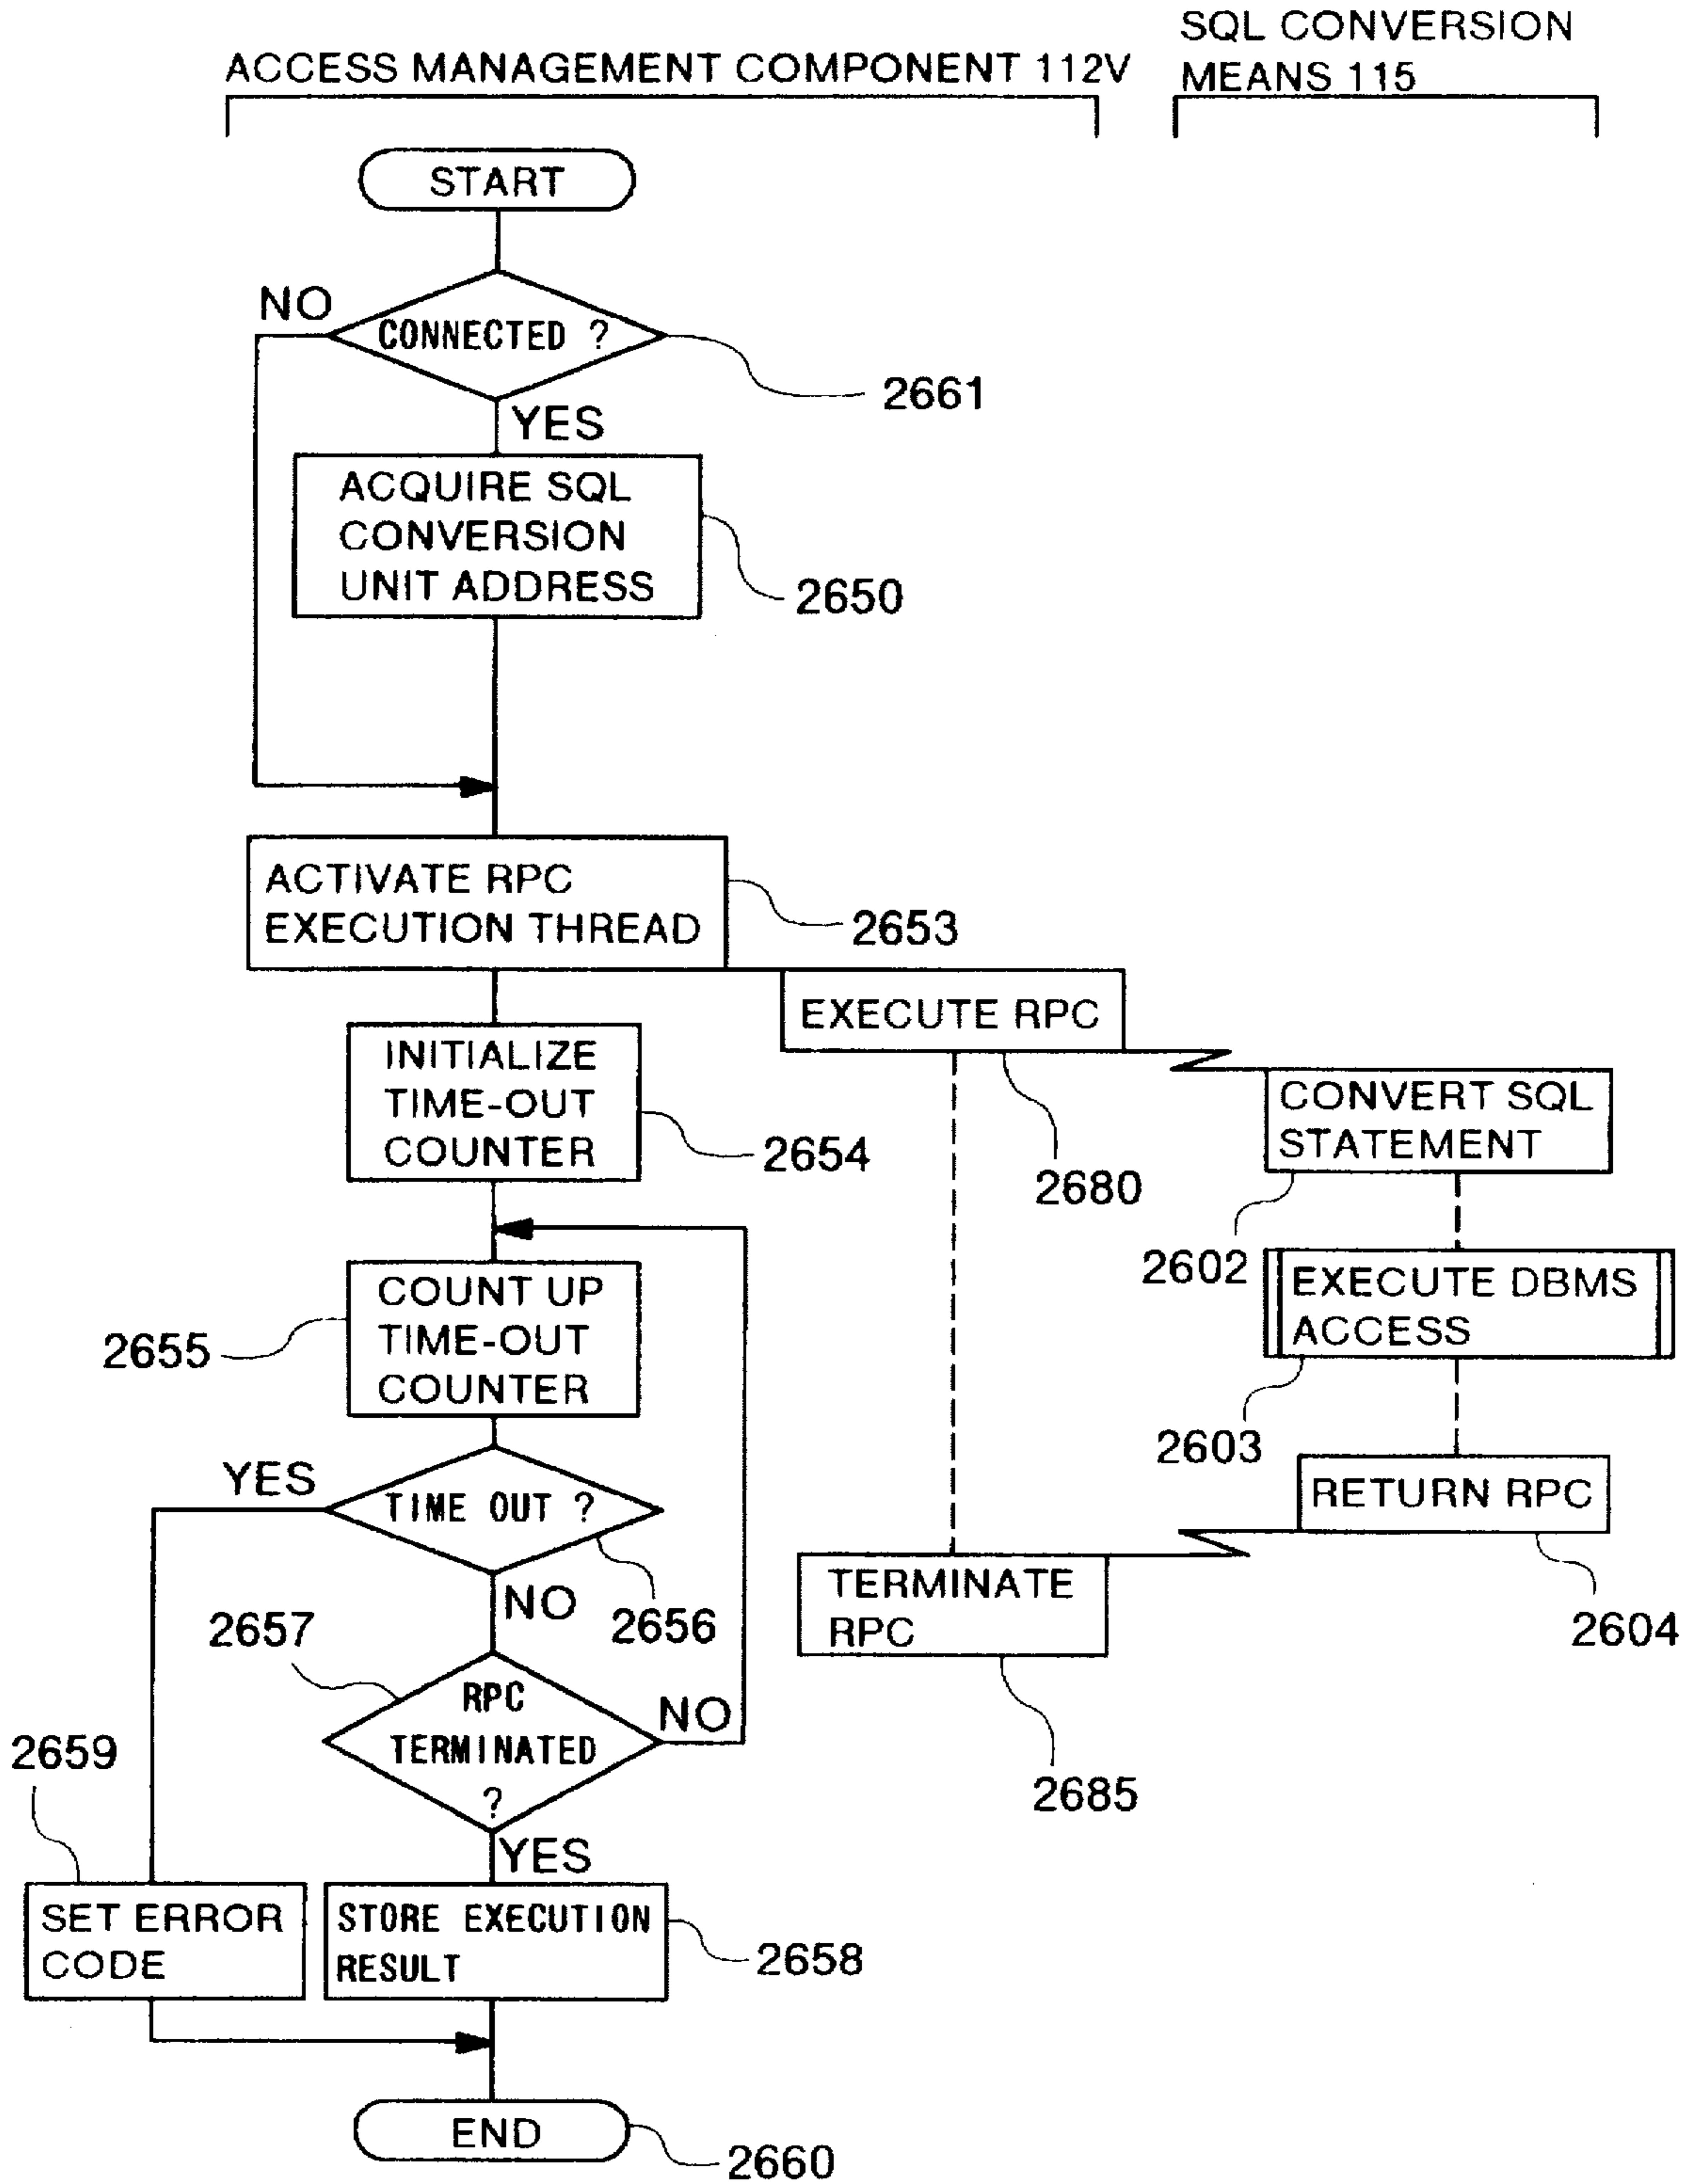 SQL CONVERSION
MEANS 115
ACCESS MANAGEMENT COMPONENT 112V
START
NO
CONNECTED ?
2661
YES
ACQUIRE SQL
CONVERSION
UNIT ADDRESS
2650
ACTIVATE RPC
EXECUTION THREAD
2653
EXECUTE RPC
2680
INITIALIZE
TIME-OUT
COUNTER
2654
CONVERT SQL
STATEMENT
2602
EXECUTE DBMS
ACCESS
2603
COUNT UP
TIME-OUT
COUNTER
2655
YES
TIME OUT ?
2656
NO
RETURN RPC
2604
TERMINATE
RPC
2685
2657
RPC
TERMINATED
?
NO
YES
2659
SET ERROR
CODE
STORE EXECUTION
RESULT
2658
END
2660